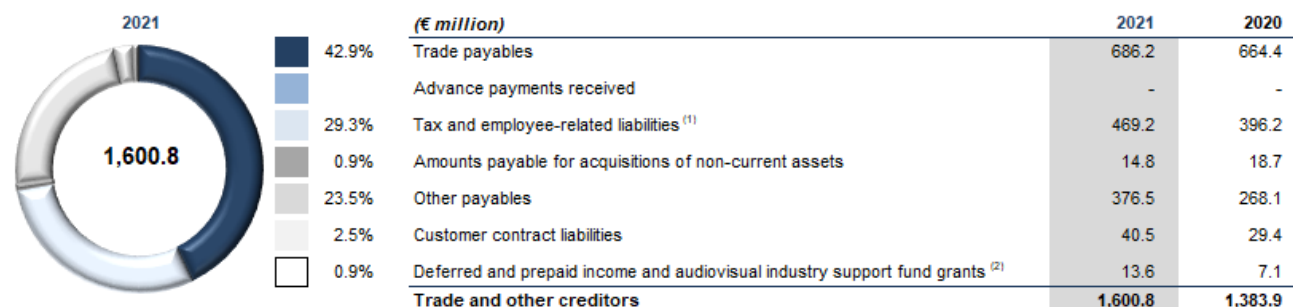 2021
(€ million) 2021 2020
42.9% Trade payables 686.2 664.4
Advance payments received - -
29.3% Tax and employee-related liabilities (1) 469.2 396.2
1,600.8
0.9% Amounts payable for acquisitions of non-current assets 14.8 18.7
23.5% Other payables 376.5 268.1
2.5% Customer contract liabilities 40.5 29.4
0.9% Deferred and prepaid income and audiovisual industry support fund grants (2) 13.6 7.1
Trade and other creditors 1,600.8 1,383.9